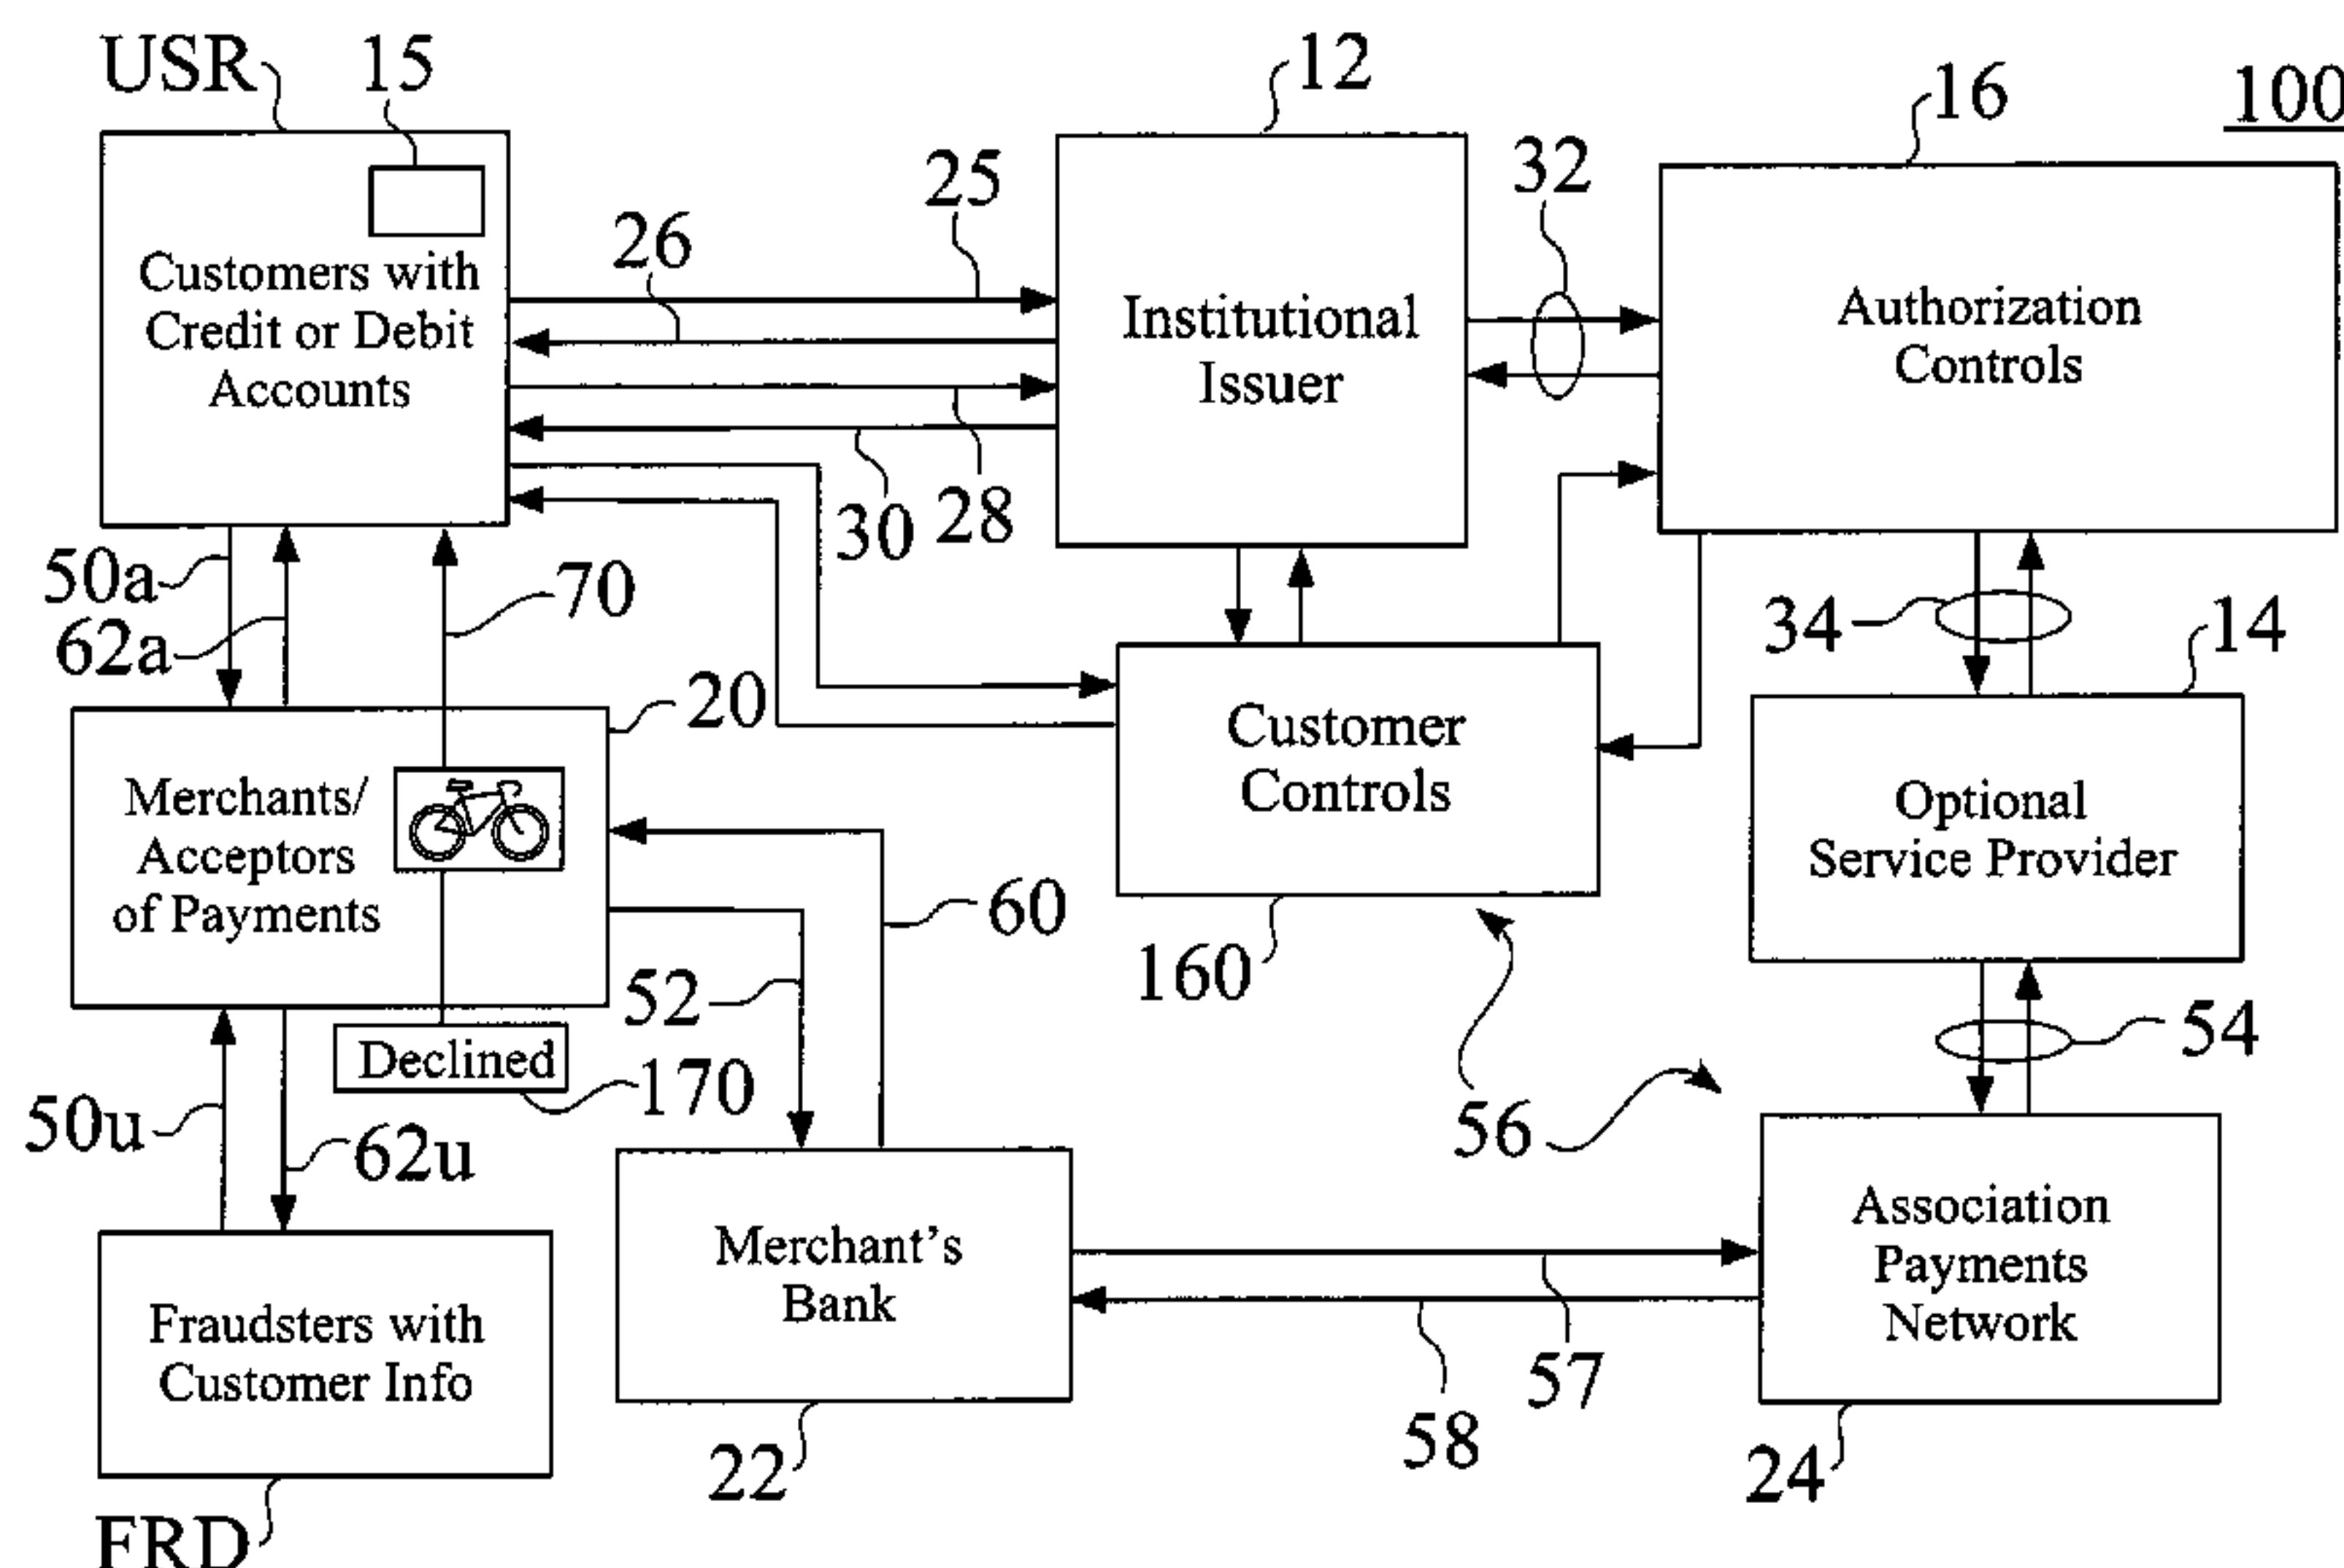 USR
15
12
16
100
25
32
26
Customers with
Credit or Debit
Accounts
Institutional
Issuer
Authorization
Controls
30
28
50a
70
62a
34
14
20
Customer
Controls
Merchants/
Acceptors
of Payments
Optional
Service Provider
60
52
160
54
Declined
170
50u
62u
56
Merchant's
Bank
Association
Payments
Network
Fraudsters with
Customer Info
57
58
22
24
FRD